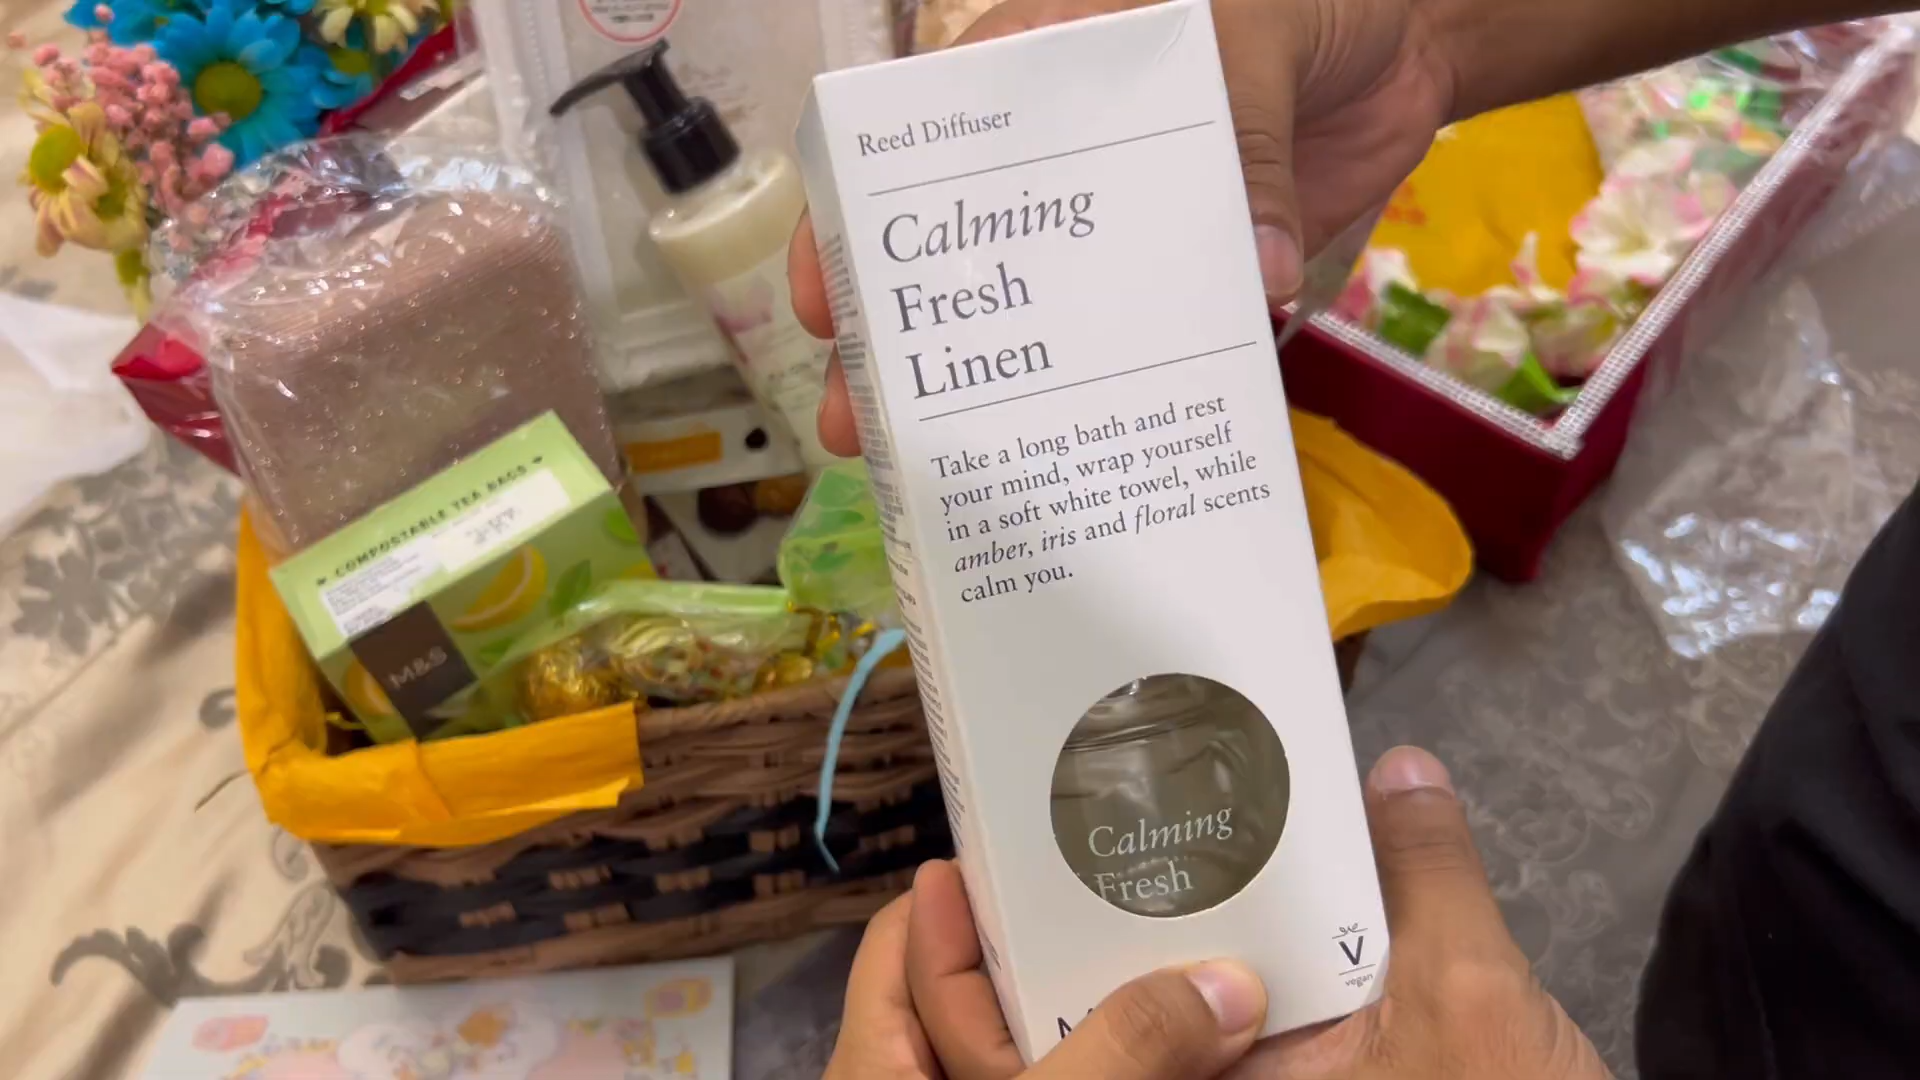 Reed Diffuser
Calming
Fresh
Linen
Take a long bath and rest
your mind, wrap yourself
in a soft white towel, while
amber, iris and floral scents
calm you.
Calming
Fresh
V
vegan
COMPOSTABLE TEA BAGS
M&S